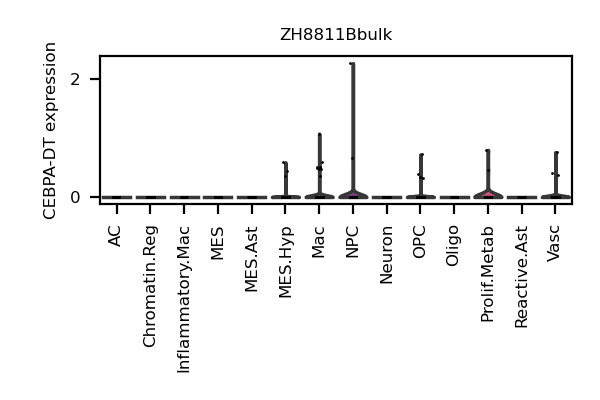 ZH8811Bbulk
CEBPA-DT expression
2
0
AC
Chromatin.Reg
Inflammatory.Mac
MES
MES.Ast
MES.Hyp
Mac
NPC
Neuron
OPC
Oligo
Prolif.Metab
Reactive.Ast
Vasc